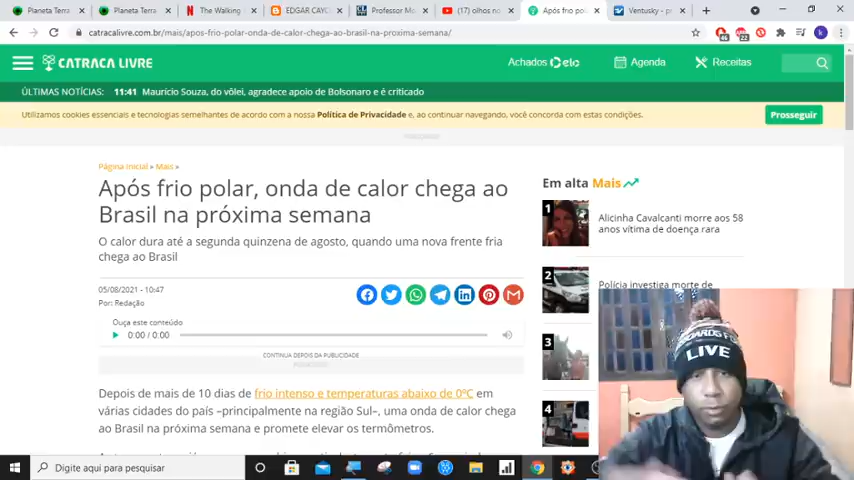 Planeta Terra
Planeta Terra
The Walking
EDGAR CAYC
Professor Mo
(17) olhos no
Após frio pol
Ventusky - pr
catracalivre.com.br/mais/apos-frio-polar-onda-de-calor-chega-ao-brasil-na-proxima-semana/
CATRACA LIVRE
Achados elo
Agenda
Receitas
ÚLTIMAS NOTÍCIAS: 11:41 Maurício Souza, do vôlei, agradece apoio de Bolsonaro e é criticado
Utilizamos cookies essenciais e tecnologias semelhantes de acordo com a nossa Política de Privacidade e, ao continuar navegando, você concorda com estas condições.
Prosseguir
Página Inicial » Mais »
Após frio polar, onda de calor chega ao
Brasil na próxima semana
O calor dura até a segunda quinzena de agosto, quando uma nova frente fria
chega ao Brasil
05/08/2021 - 10:47
Por: Redação
Ouça este conteúdo
0:00 / 0:00
CONTINUA DEPOIS DA PUBLICIDADE
Depois de mais de 10 dias de frio intenso e temperaturas abaixo de 0ºC em
várias cidades do país –principalmente na região Sul–, uma onda de calor chega
ao Brasil na próxima semana e promete elevar os termômetros.
Em alta Mais
1
Alicinha Cavalcanti morre aos 58
anos vítima de doença rara
2
Polícia investiga morte de
3
4
LIVE
Digite aqui para pesquisar